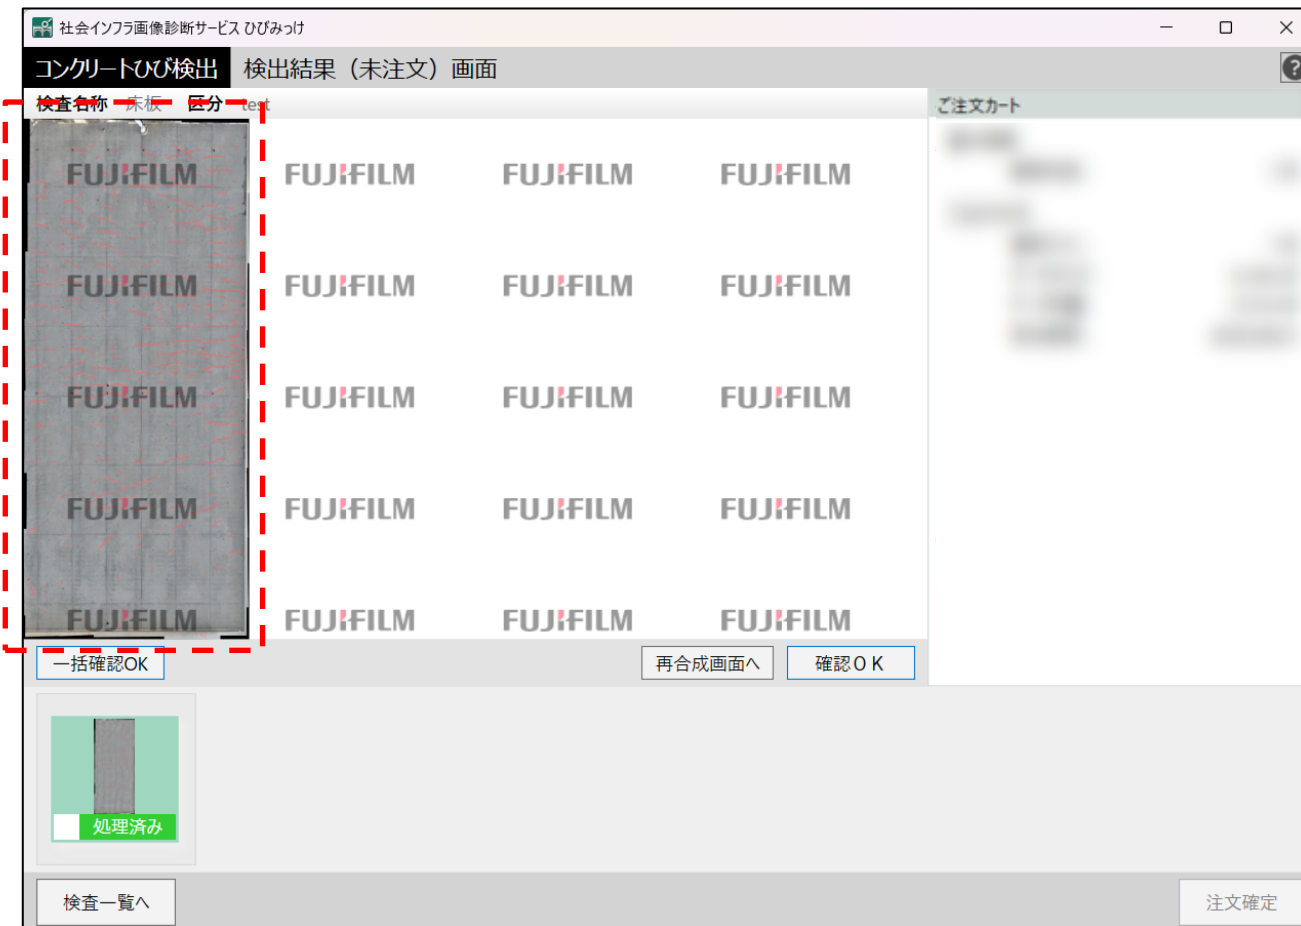 社会インフラ画像診断サービス ひびみっけ
コンクリートひび検出 検出結果（未注文）画面
検査名称 床板 区分 test
ご注文カート
FUJIFILM FUJIFILM FUJIFILM FUJIFILM
FUJIFILM FUJIFILM FUJIFILM FUJIFILM
FUJIFILM FUJIFILM FUJIFILM FUJIFILM
FUJIFILM FUJIFILM FUJIFILM FUJIFILM
FUJIFILM FUJIFILM FUJIFILM FUJIFILM
一括確認OK 再合成画面へ 確認ＯＫ
処理済み
検査一覧へ 注文確定